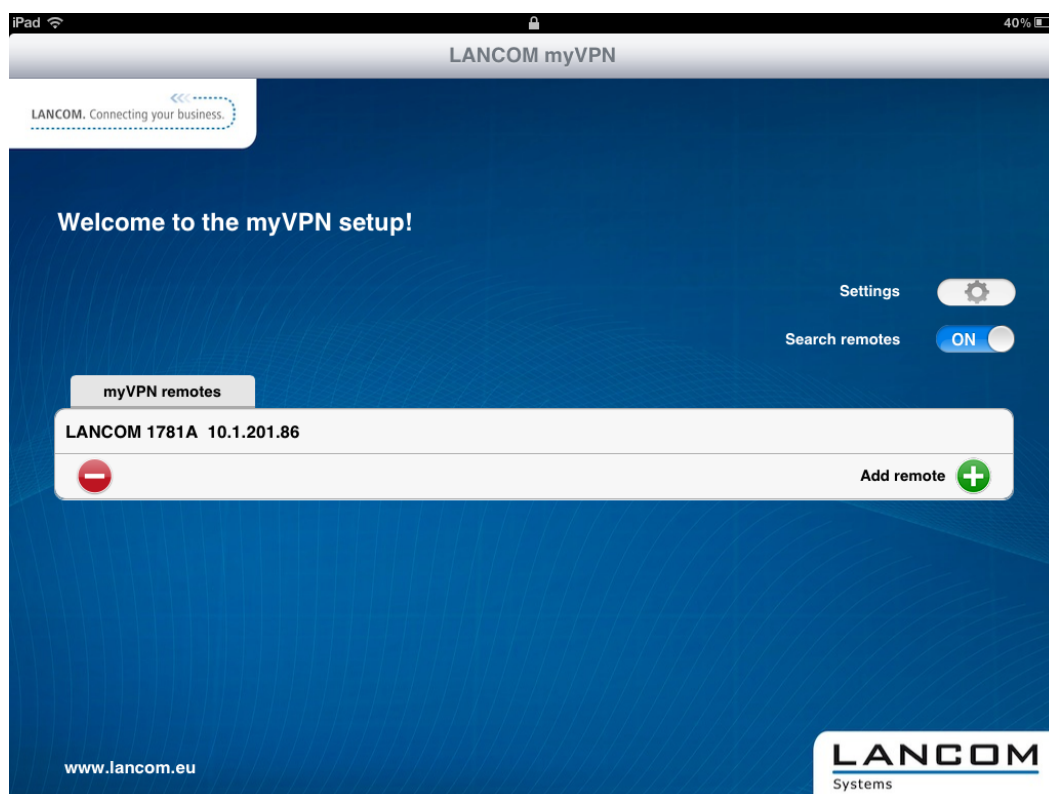 iPad 40%
LANCOM myVPN
LANCOM. Connecting your business.
Welcome to the myVPN setup!
Settings
Search remotes ON
myVPN remotes
LANCOM 1781A 10.1.201.86
Add remote
www.lancom.eu
LANCOM
Systems